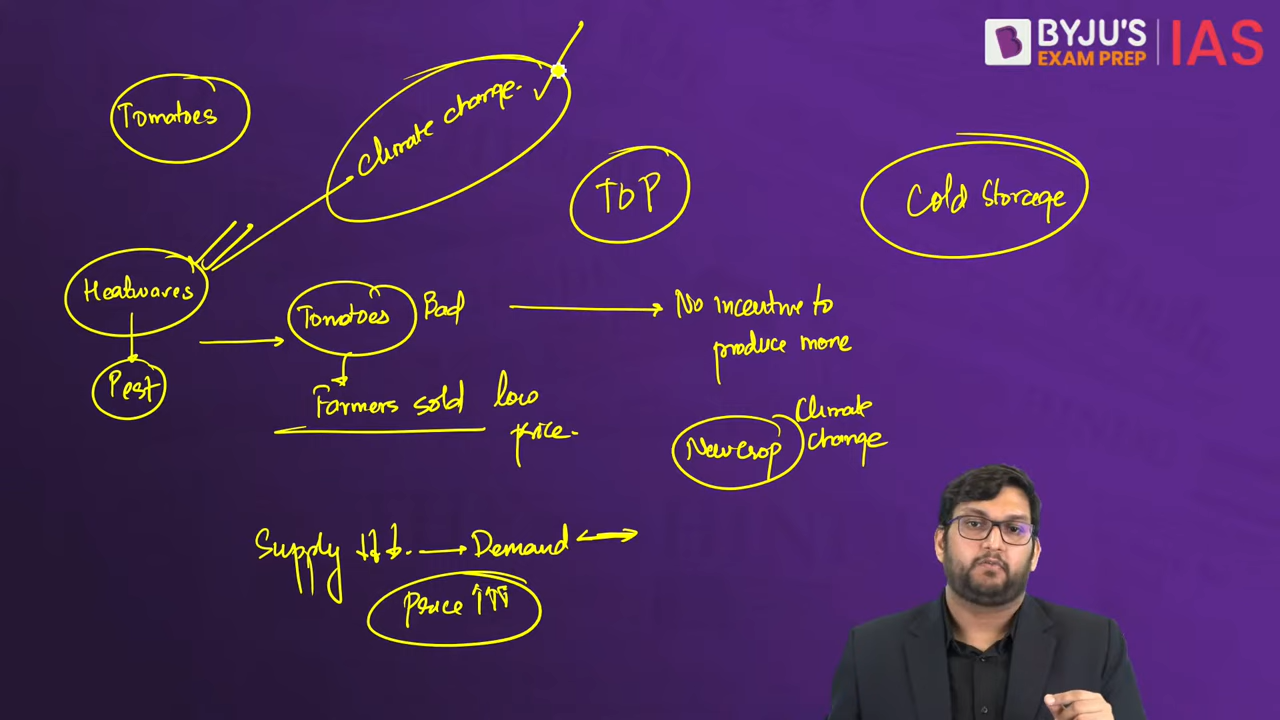 BYJU'S
EXAM PREP
IAS
Tomatoes
Climate change.
TOP
Cold Storage
Heatwaves
Pest
Tomatoes Bad
Farmers sold low
price.
No incentive to
produce more
New crop
Climate
change
Supply ↓↓↓. → Demand ↔
Price ↑↑↑